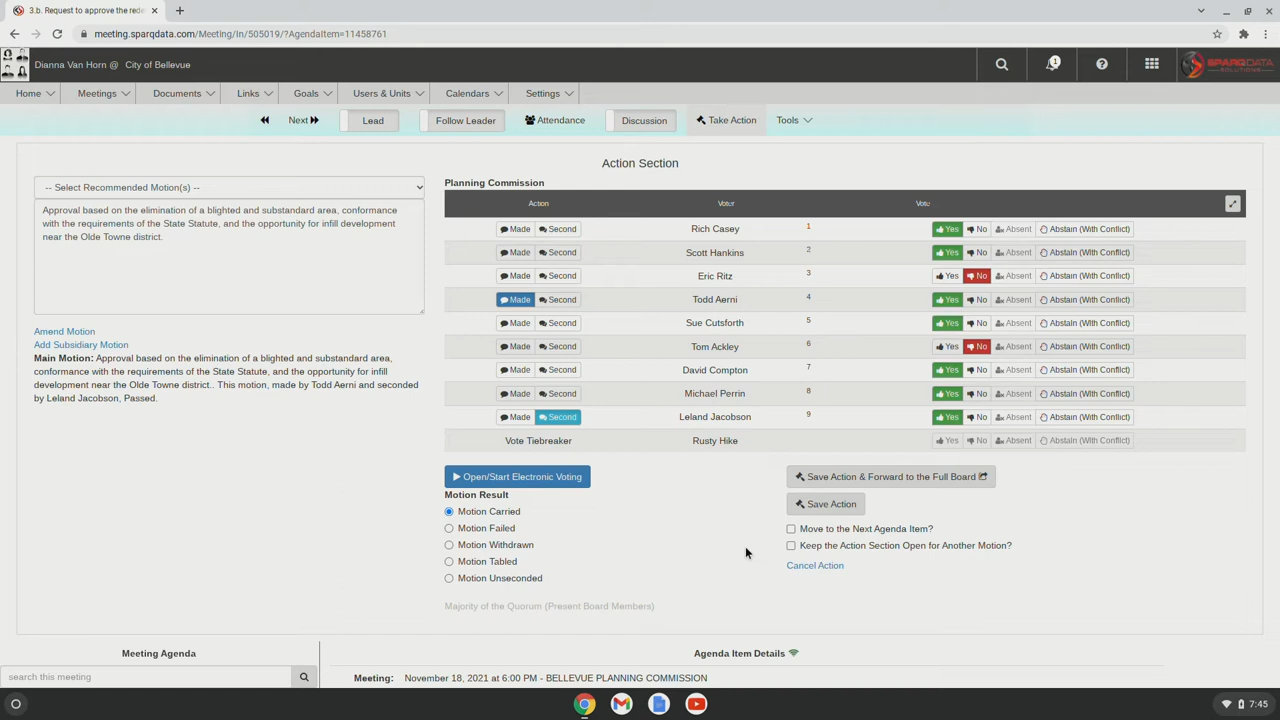 3.b. Request to approve the rede
meeting.sparqdata.com/Meeting/In/505019/?AgendaItem=11458761
Dianna Van Horn @ City of Bellevue
1
SPARQDATA
SOLUTIONS
Home Meetings Documents Links Goals Users & Units Calendars Settings
Next Lead Follow Leader Attendance Discussion Take Action Tools
Action Section
-- Select Recommended Motion(s) --
Approval based on the elimination of a blighted and substandard area, conformance
with the requirements of the State Statute, and the opportunity for infill development
near the Olde Towne district.
Amend Motion
Add Subsidiary Motion
Main Motion: Approval based on the elimination of a blighted and substandard area,
conformance with the requirements of the State Statute, and the opportunity for infill
development near the Olde Towne district.. This motion, made by Todd Aerni and seconded
by Leland Jacobson, Passed.
Planning Commission
Action Voter Vote
Made Second Rich Casey 1 Yes No Absent Abstain (With Conflict)
Made Second Scott Hankins 2 Yes No Absent Abstain (With Conflict)
Made Second Eric Ritz 3 Yes No Absent Abstain (With Conflict)
Made Second Todd Aerni 4 Yes No Absent Abstain (With Conflict)
Made Second Sue Cutsforth 5 Yes No Absent Abstain (With Conflict)
Made Second Tom Ackley 6 Yes No Absent Abstain (With Conflict)
Made Second David Compton 7 Yes No Absent Abstain (With Conflict)
Made Second Michael Perrin 8 Yes No Absent Abstain (With Conflict)
Made Second Leland Jacobson 9 Yes No Absent Abstain (With Conflict)
Vote Tiebreaker Rusty Hike Yes No Absent Abstain (With Conflict)
Open/Start Electronic Voting
Motion Result
Motion Carried
Motion Failed
Motion Withdrawn
Motion Tabled
Motion Unseconded
Majority of the Quorum (Present Board Members)
Save Action & Forward to the Full Board
Save Action
Move to the Next Agenda Item?
Keep the Action Section Open for Another Motion?
Cancel Action
Meeting Agenda
search this meeting
Agenda Item Details
Meeting: November 18, 2021 at 6:00 PM - BELLEVUE PLANNING COMMISSION
7:45